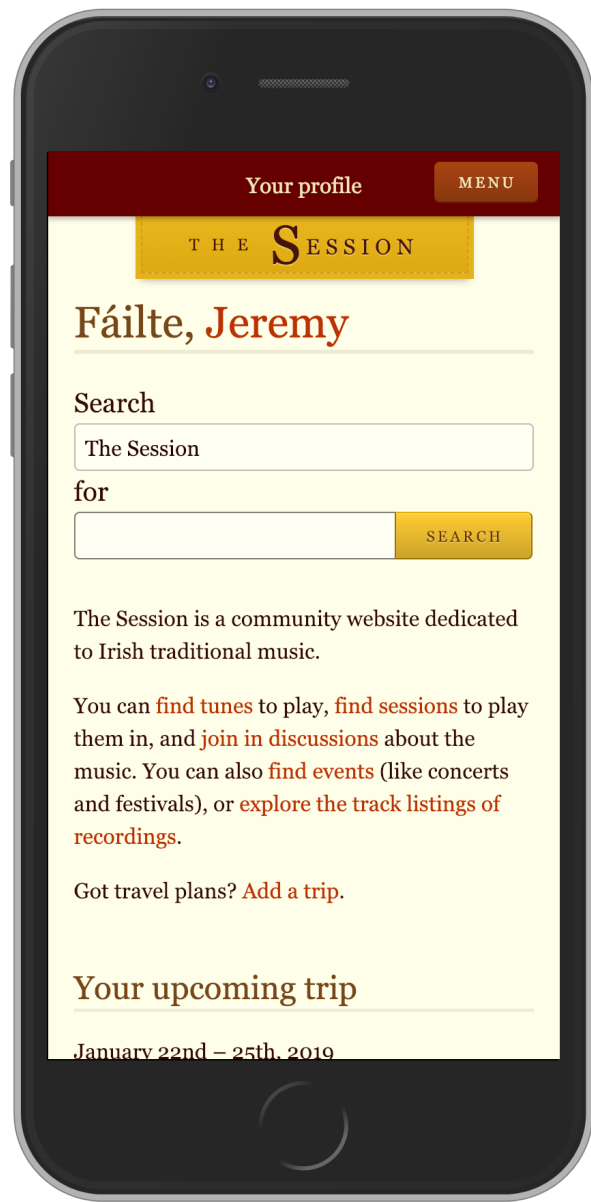 Your profile
MENU
THE SESSION
Fáilte, Jeremy
Search
The Session
for
SEARCH
The Session is a community website dedicated
to Irish traditional music.
You can find tunes to play, find sessions to play
them in, and join in discussions about the
music. You can also find events (like concerts
and festivals), or explore the track listings of
recordings.
Got travel plans? Add a trip.
Your upcoming trip
January 22nd – 25th, 2019